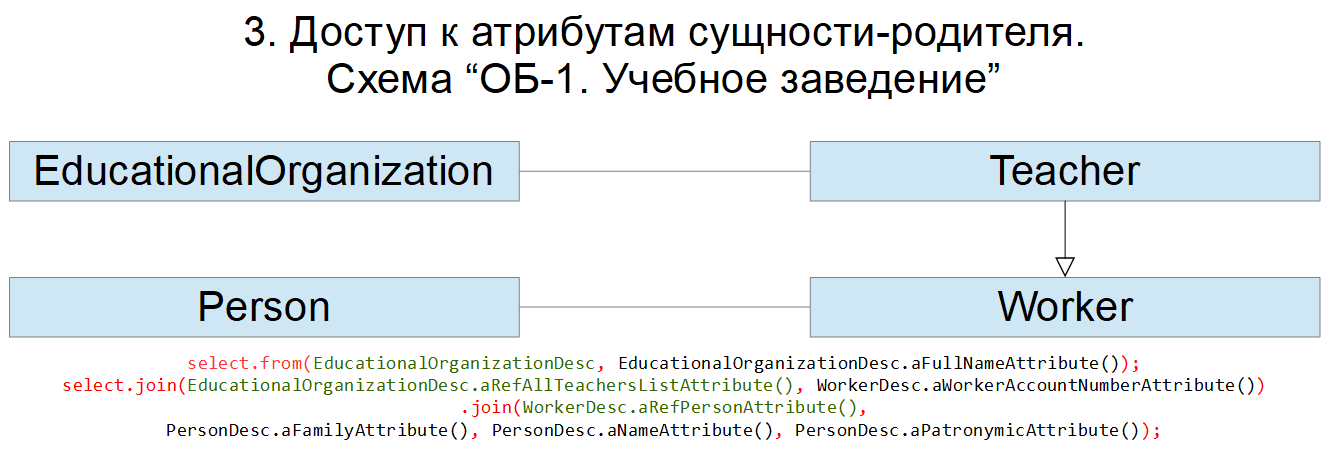 3. Доступ к атрибутам сущности-родителя.
Схема “ОБ-1. Учебное заведение”
EducationalOrganization
Teacher
Person
Worker
select.from(EducationalOrganizationDesc, EducationalOrganizationDesc.aFullNameAttribute());
select.join(EducationalOrganizationDesc.aRefAllTeachersListAttribute(), WorkerDesc.aWorkerAccountNumberAttribute())
.join(WorkerDesc.aRefPersonAttribute(),
PersonDesc.aFamilyAttribute(), PersonDesc.aNameAttribute(), PersonDesc.aPatronymicAttribute());